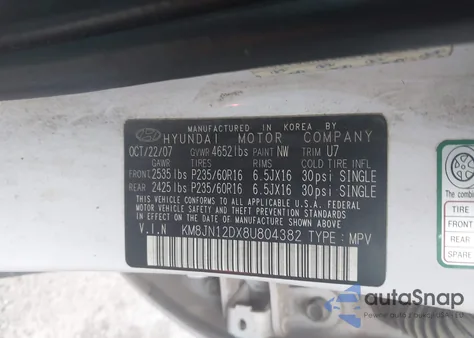 MANUFACTURED IN KOREA BY
HYUNDAI MOTOR COMPANY
OCT/22/07 GVWR 4652lbs PAINT NW TRIM U7
GAWR TIRES RIMS COLD TIRE INFL
FRONT 2535lbs P235/60R16 6.5JX16 30psi SINGLE
REAR 2425lbs P235/60R16 6.5JX16 30psi SINGLE
THIS VEHICLE CONFORMS TO ALL
APPLICABLE U.S.A. FEDERAL
MOTOR VEHICLE SAFETY, BUMPER, AND
THEFT PREVENTION STANDARDS IN EFFECT
ON THE DATE OF MANUFACTURE SHOWN ABOVE.
V.I.N KM8JN12DX8U804382 TYPE : MPV
TIRE
FRONT
REAR
SPARE
autoSnap